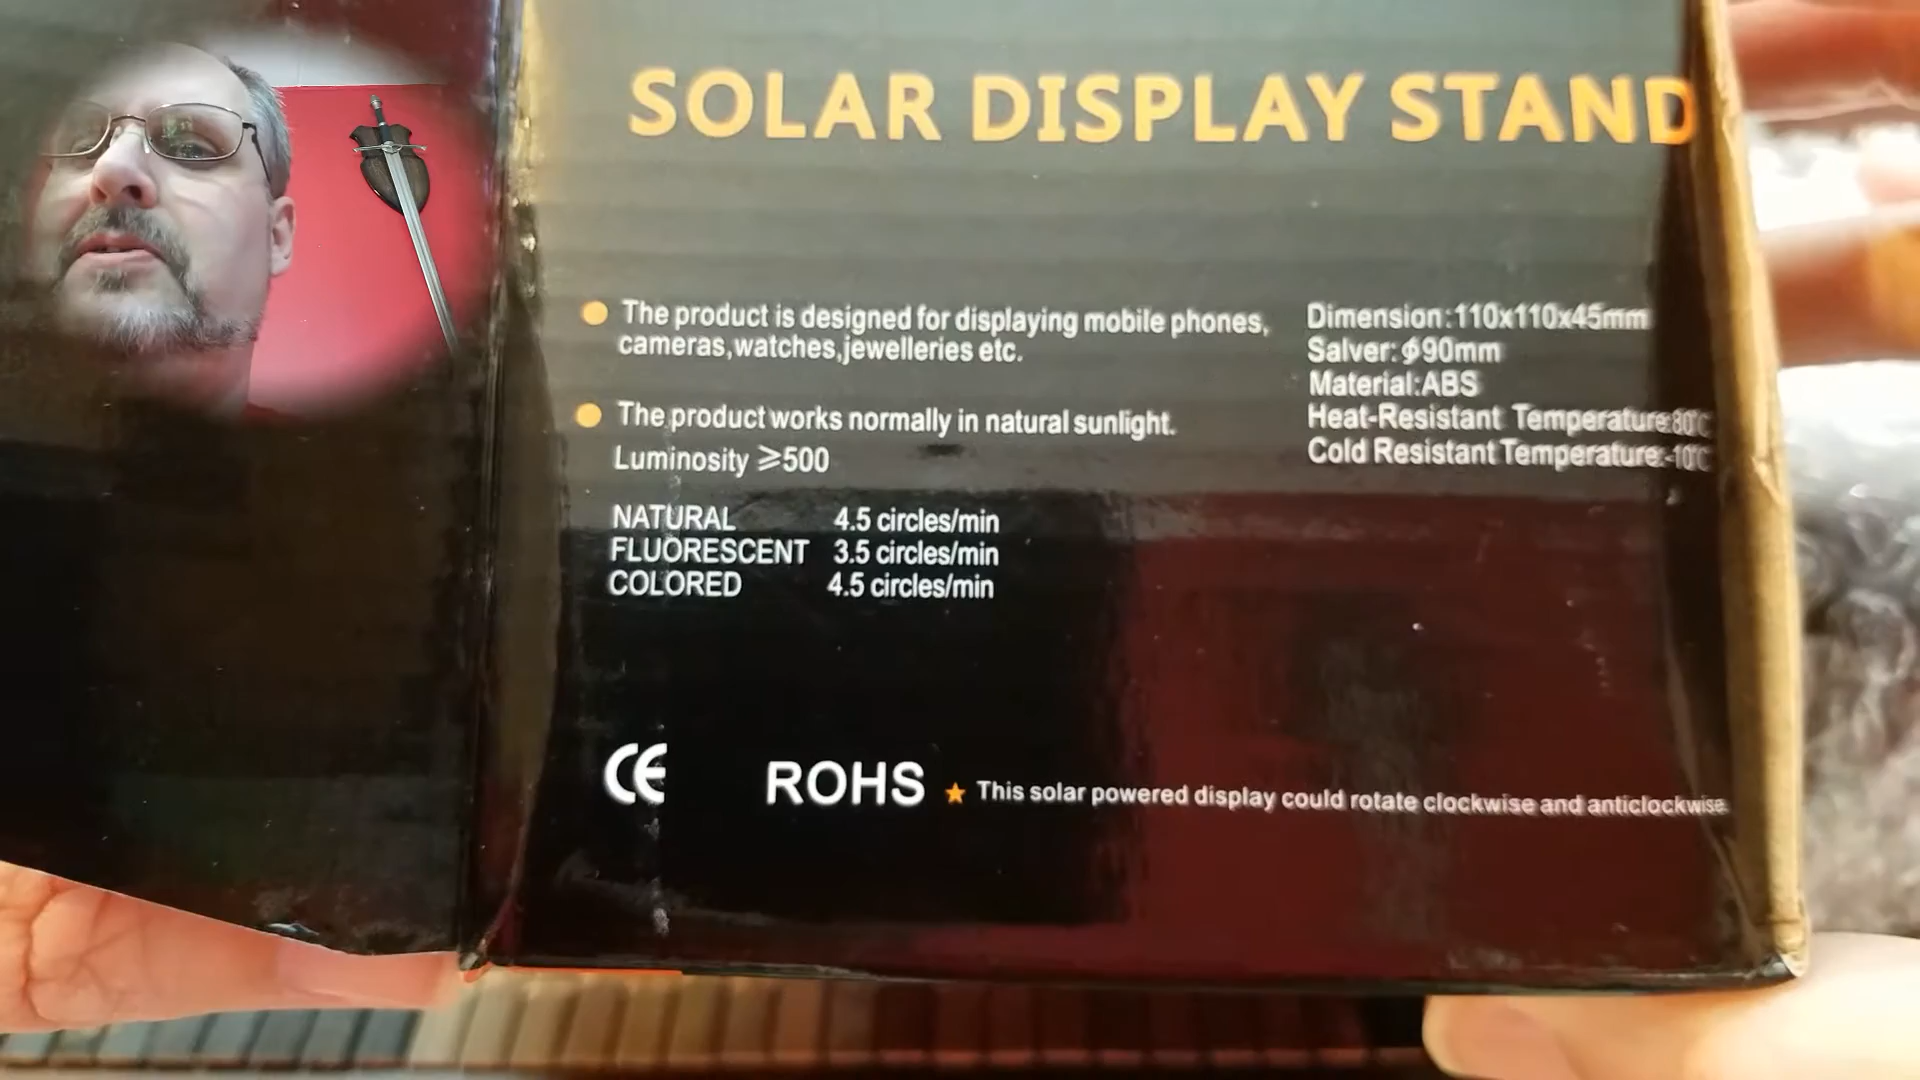 SOLAR DISPLAY STAND
The product is designed for displaying mobile phones,
cameras,watches,jewelleries etc.
The product works normally in natural sunlight.
Luminosity ≥500
NATURAL 4.5 circles/min
FLUORESCENT 3.5 circles/min
COLORED 4.5 circles/min
Dimension:110x110x45mm
Salver:ϕ90mm
Material:ABS
Heat-Resistant Temperature:80℃
Cold Resistant Temperature:-10℃
CE ROHS ★ This solar powered display could rotate clockwise and anticlockwise.